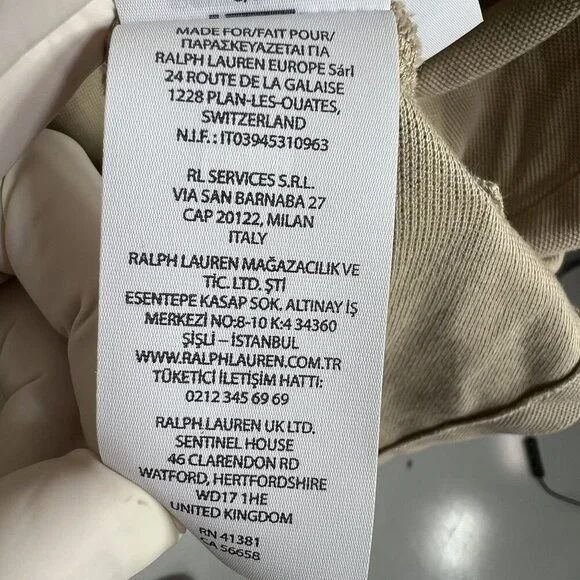 MADE FOR/FAIT POUR/
ΠΑΡΑΣΚΕΥΑΖΕΤΑΙ ΓΙΑ
RALPH LAUREN EUROPE Sárl
24 ROUTE DE LA GALAISE
1228 PLAN-LES-OUATES,
SWITZERLAND
N.I.F.: IT03945310963
RL SERVICES S.R.L.
VIA SAN BARNABA 27
CAP 20122, MILAN
ITALY
RALPH LAUREN MAĞAZACILIK VE
TİC. LTD. ŞTİ
ESENTEPE KASAP SOK. ALTINAY İŞ
MERKEZİ NO:8-10 K:4 34360
ŞİŞLİ – İSTANBUL
WWW.RALPHLAUREN.COM.TR
TÜKETİCİ İLETİŞİM HATTI:
0212 345 69 69
RALPH LAUREN UK LTD.
SENTINEL HOUSE
46 CLARENDON RD
WATFORD, HERTFORDSHIRE
WD17 1HE
UNITED KINGDOM
RN 41381
CA 56658